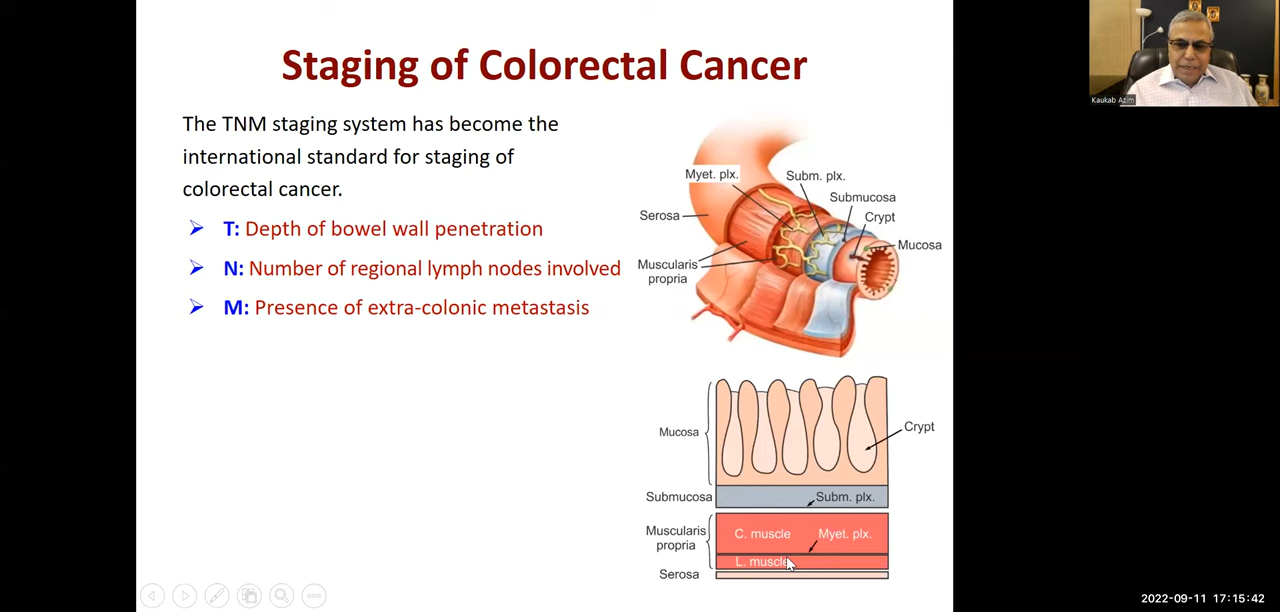 Staging of Colorectal Cancer
The TNM staging system has become the
international standard for staging of
colorectal cancer.
T: Depth of bowel wall penetration
N: Number of regional lymph nodes involved
M: Presence of extra-colonic metastasis
Myet. plx.
Subm. plx.
Submucosa
Serosa
Crypt
Mucosa
Muscularis
propria
Mucosa
Crypt
Submucosa
Subm. plx.
Muscularis
propria
C. muscle
Myet. plx.
L. muscle
Serosa
Kaukab Azim
2022-09-11 17:15:42